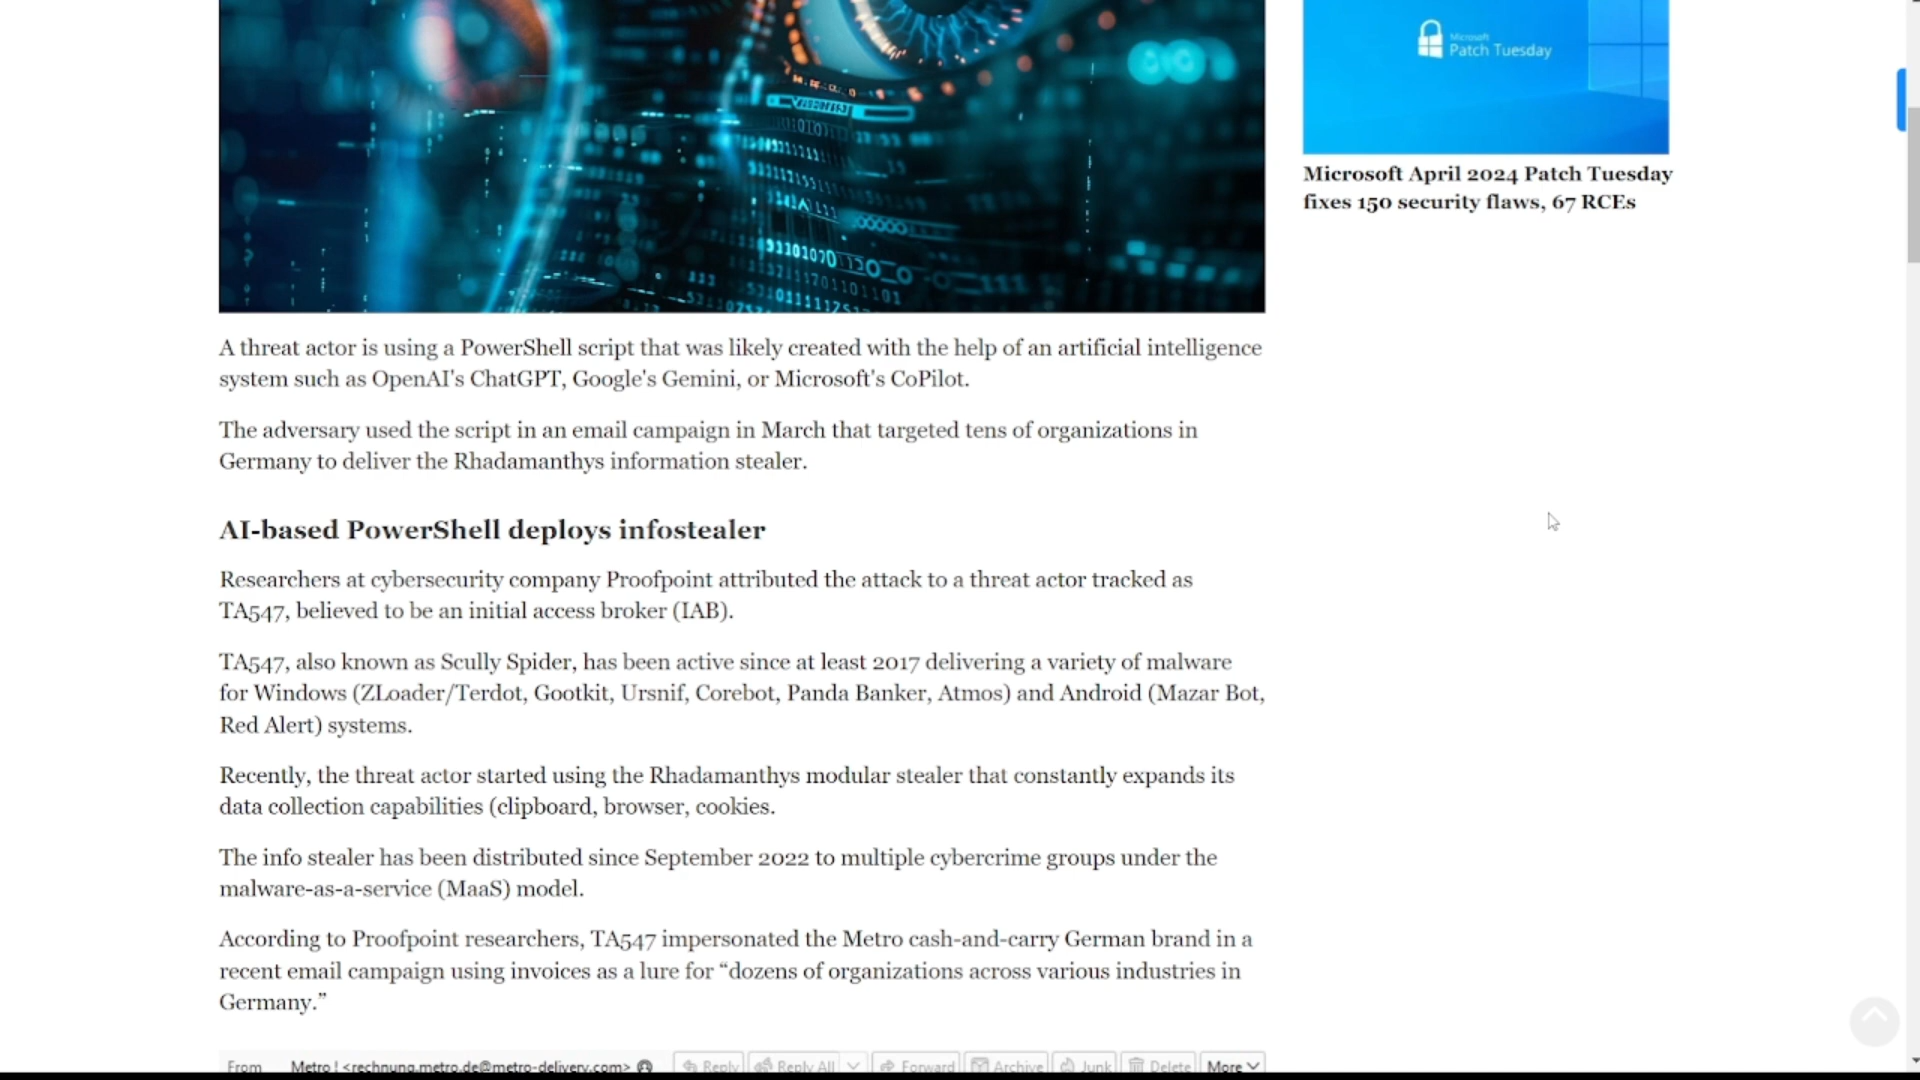 Microsoft
Patch Tuesday
Microsoft April 2024 Patch Tuesday
fixes 150 security flaws, 67 RCEs
A threat actor is using a PowerShell script that was likely created with the help of an artificial intelligence
system such as OpenAI's ChatGPT, Google's Gemini, or Microsoft's CoPilot.
The adversary used the script in an email campaign in March that targeted tens of organizations in
Germany to deliver the Rhadamanthys information stealer.
AI-based PowerShell deploys infostealer
Researchers at cybersecurity company Proofpoint attributed the attack to a threat actor tracked as
TA547, believed to be an initial access broker (IAB).
TA547, also known as Scully Spider, has been active since at least 2017 delivering a variety of malware
for Windows (ZLoader/Terdot, Gootkit, Ursnif, Corebot, Panda Banker, Atmos) and Android (Mazar Bot,
Red Alert) systems.
Recently, the threat actor started using the Rhadamanthys modular stealer that constantly expands its
data collection capabilities (clipboard, browser, cookies.
The info stealer has been distributed since September 2022 to multiple cybercrime groups under the
malware-as-a-service (MaaS) model.
According to Proofpoint researchers, TA547 impersonated the Metro cash-and-carry German brand in a
recent email campaign using invoices as a lure for “dozens of organizations across various industries in
Germany.”
From Metro ! <rechnung.metro.de@metro-delivery.com> Reply Reply All Forward Archive Junk Delete More